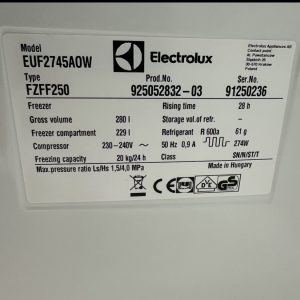 Model
EUF2745AOW
Electrolux
Electrolux Appliances AB
Poland
Type
FZFF250
Prod.No.
925052832-03
Ser.No.
91250236
Freezer
Rising time 28 h
Gross volume 280 l
Storage vol.of refr. -
Freezer compartment 229 l
Refrigerant R 600a 61 g
Compressor 230-240V~
50 Hz 0,9 A 274W
Freezing capacity 20 kg/24 h
Class SN/N/ST/T
Max.pressure ratio Ls/Hs 1,5/4,0 MPa
Made in Hungary